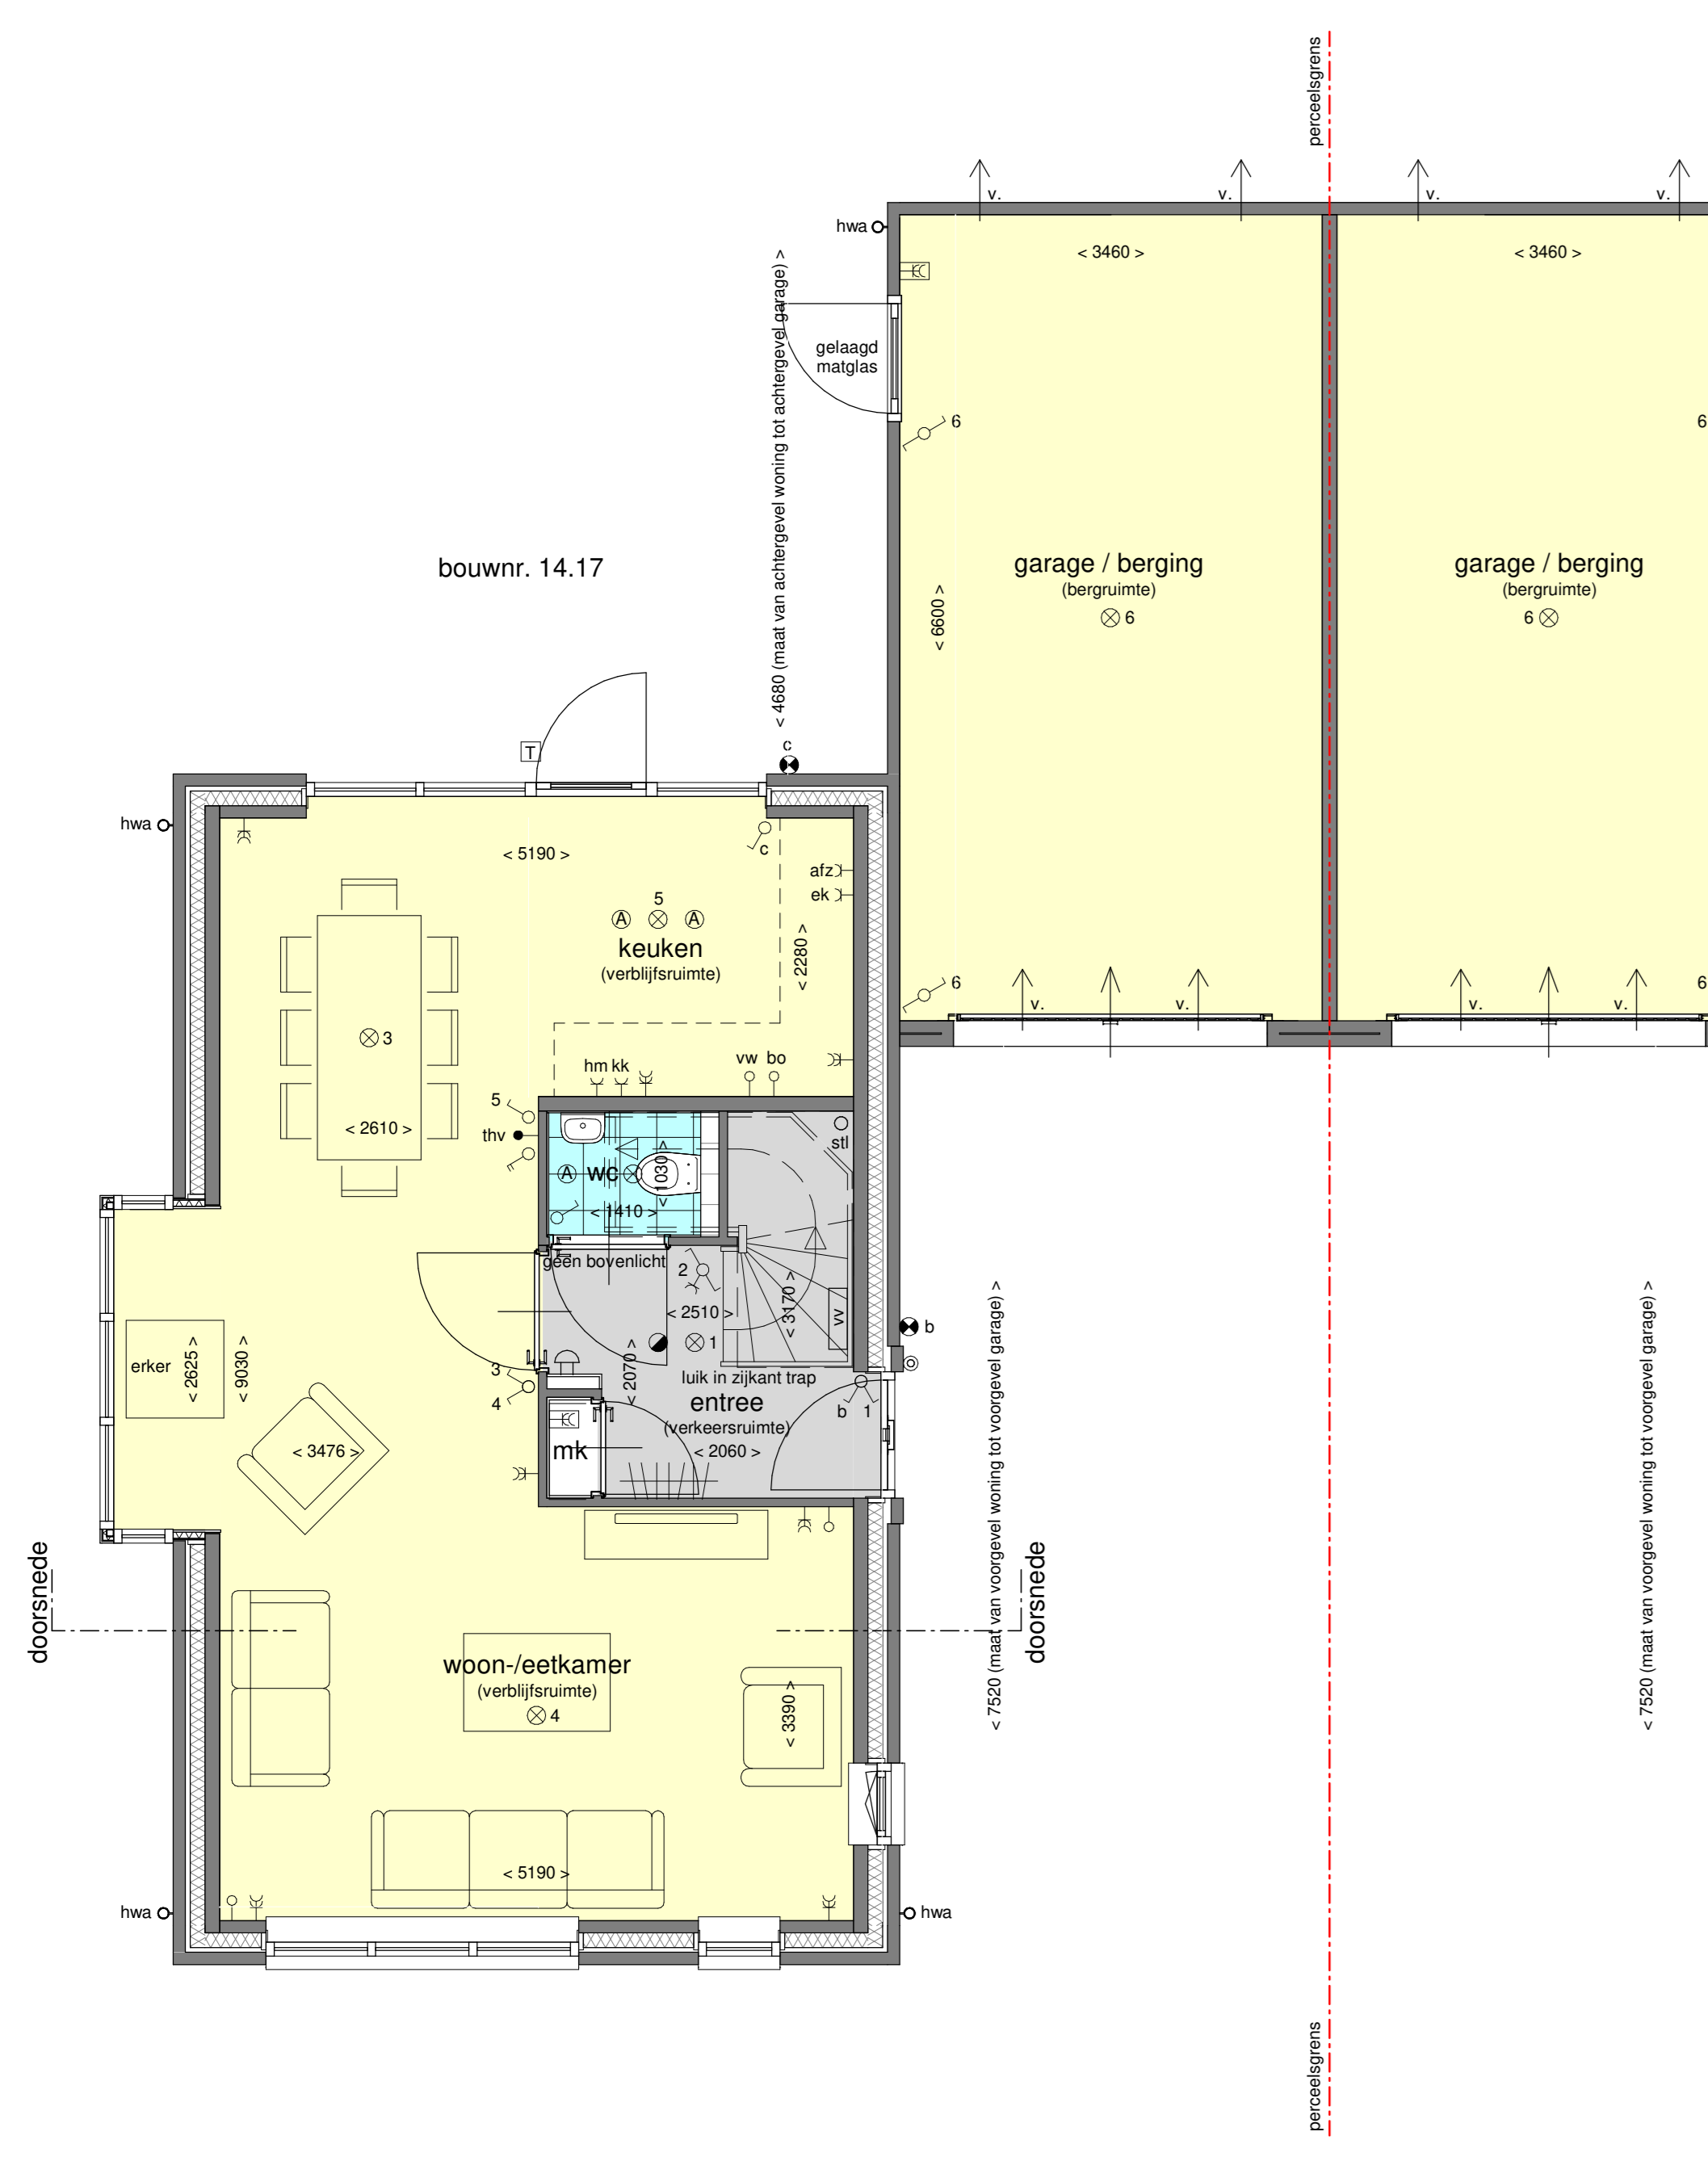 perceelsgrens
v.
v.
v.
v.
hwa
< 3460 >
< 3460 >
< 4680 (maat van achtergevel woning tot achtergevel garage) >
gelaagd
matglas
6
6
bouwnr. 14.17
garage / berging
(bergruimte)
6
garage / berging
(bergruimte)
6
< 6600 >
T
c
hwa
< 5190 >
c
afz
ek
5
A
A
keuken
(verblijfsruimte)
< 2280 >
6
6
v.
v.
v.
v.
3
hm kk
vw bo
5
thv
< 2610 >
stl
A
wc
< 1030 >
< 1410 >
geen bovenlicht
2
< 2510 >
< 3170 >
vv
b
1
erker
< 2625 >
< 9030 >
3
4
< 2070 >
luik in zijkant trap
entree
(verkeersruimte)
< 2060 >
b 1
mk
< 3476 >
doorsnede
doorsnede
< 7520 (maat van voorgevel woning tot voorgevel garage) >
< 7520 (maat van voorgevel woning tot voorgevel garage) >
woon-/eetkamer
(verblijfsruimte)
4
< 3390 >
< 5190 >
hwa
hwa
perceelsgrens